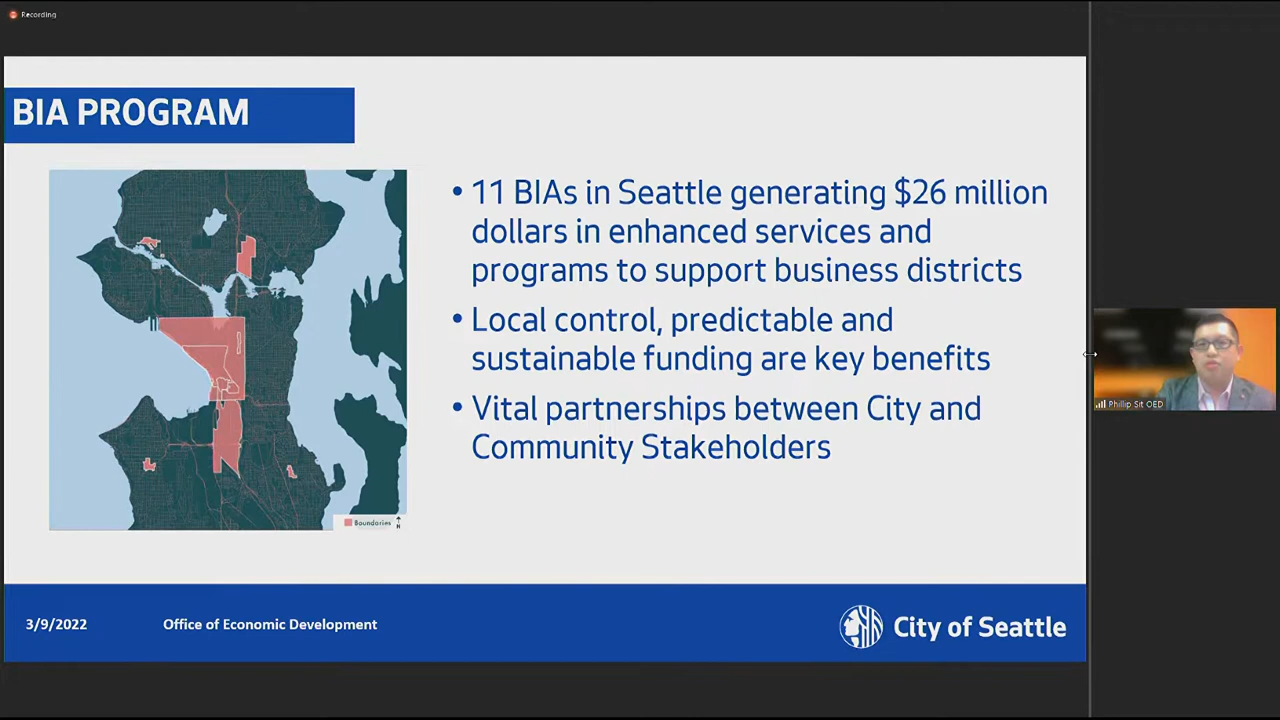 Recording
BIA PROGRAM
• 11 BIAs in Seattle generating $26 million
dollars in enhanced services and
programs to support business districts
• Local control, predictable and
sustainable funding are key benefits
• Vital partnerships between City and
Community Stakeholders
Boundaries
N
Phillip Sit OED
3/9/2022
Office of Economic Development
City of Seattle